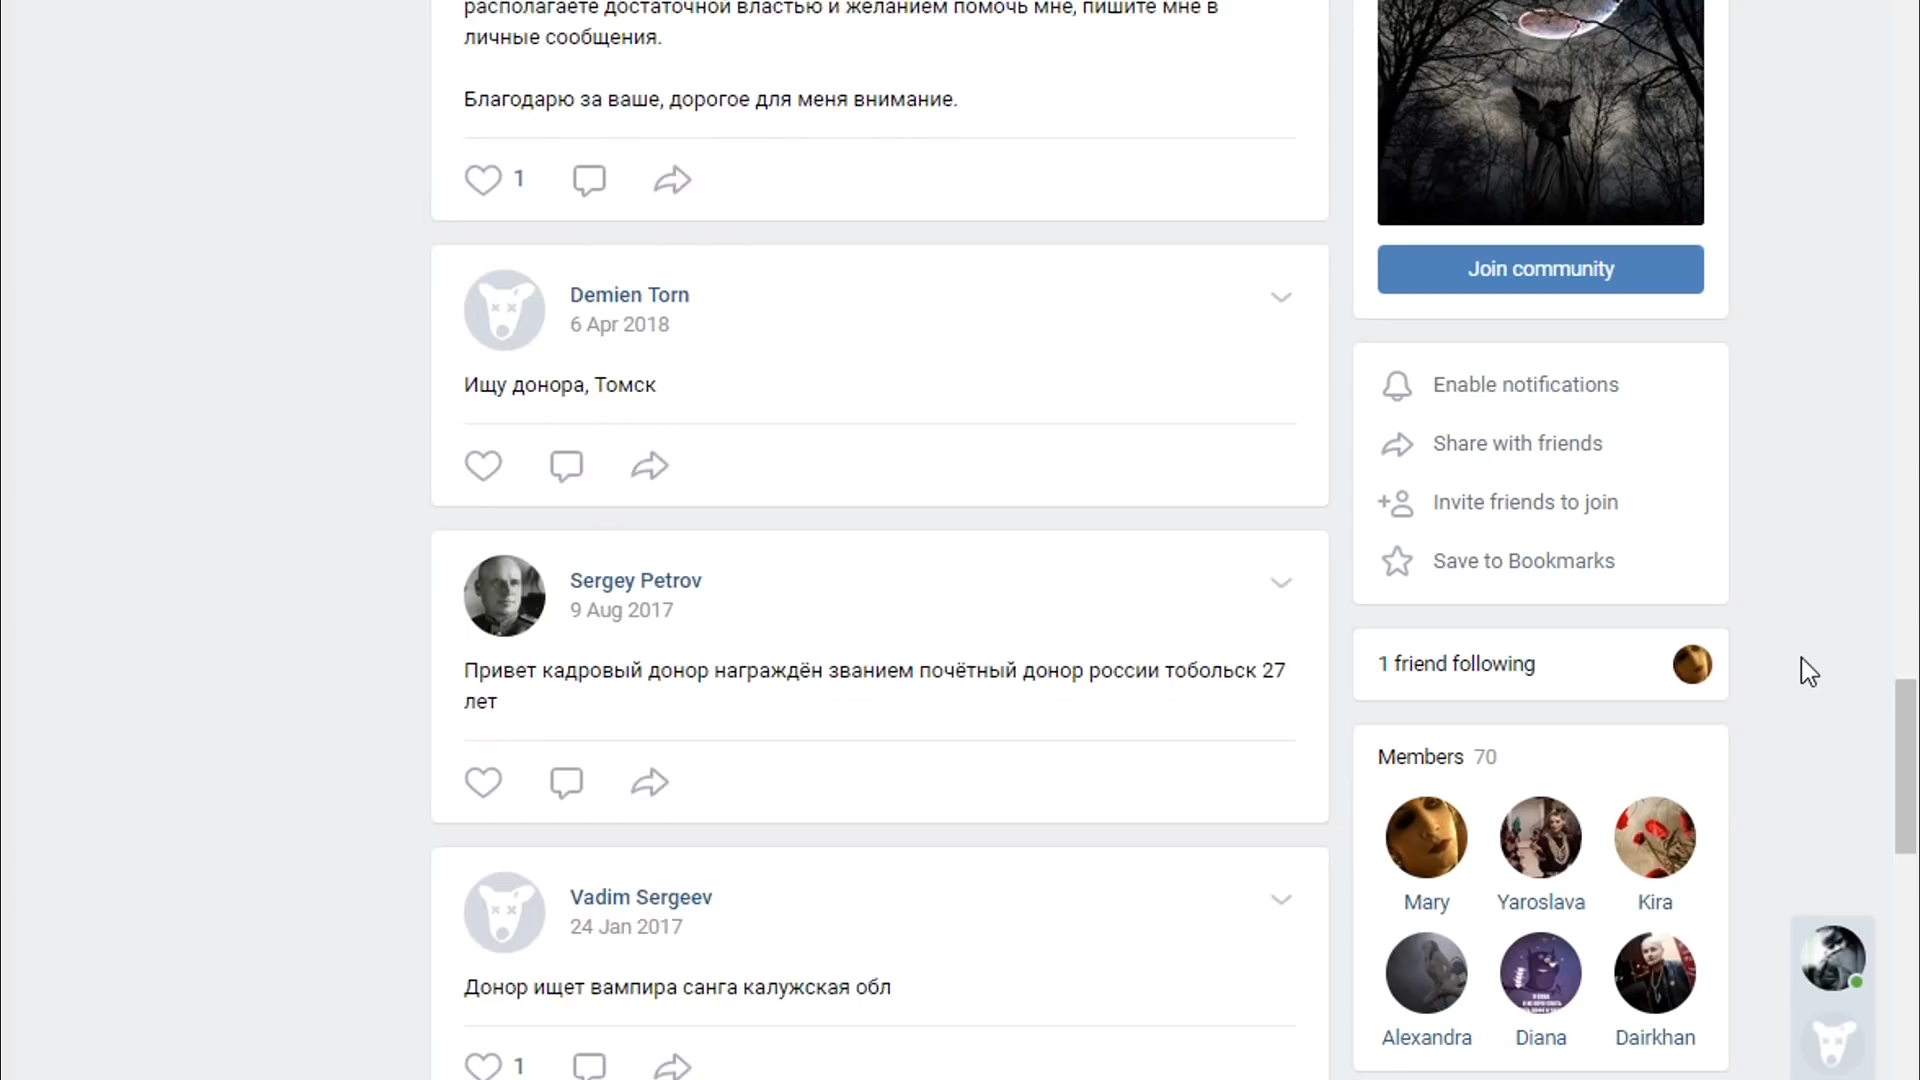 располагаете достаточной властью и желанием помочь мне, пишите мне в
личные сообщения.
Благодарю за ваше, дорогое для меня внимание.
1
Demien Torn
6 Apr 2018
Ищу донора, Томск
Sergey Petrov
9 Aug 2017
Привет кадровый донор награждён званием почётный донор россии тобольск 27
лет
Vadim Sergeev
24 Jan 2017
Донор ищет вампира санга калужская обл
1
Join community
Enable notifications
Share with friends
Invite friends to join
Save to Bookmarks
1 friend following
Members 70
Mary Yaroslava Kira
Alexandra Diana Dairkhan